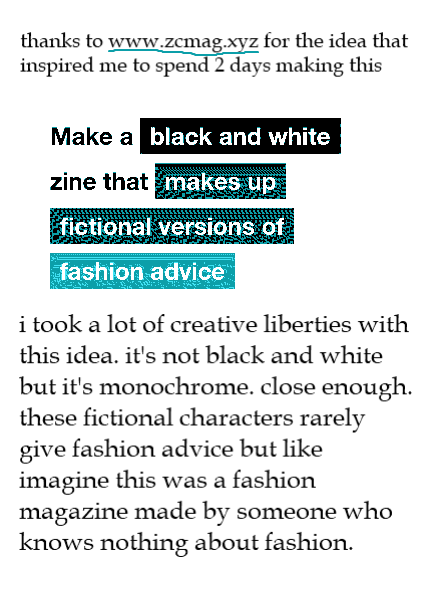 thanks to www.zcmag.xyz for the idea that
inspired me to spend 2 days making this
Make a black and white
zine that makes up
fictional versions of
fashion advice
i took a lot of creative liberties with
this idea. it's not black and white
but it's monochrome. close enough.
these fictional characters rarely
give fashion advice but like
imagine this was a fashion
magazine made by someone who
knows nothing about fashion.